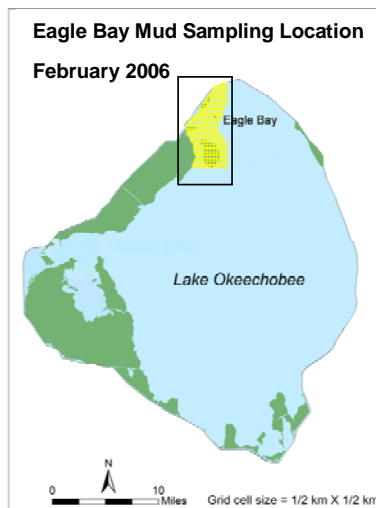 Eagle Bay Mud Sampling Location
February 2006
Eagle Bay
Lake Okeechobee
N
0 10
Miles
Grid cell size = 1/2 km X 1/2 km